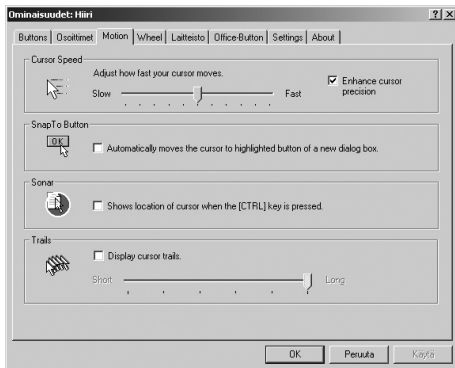 Ominaisuudet: Hiiri
Buttons Osoittimet Motion Wheel Laitteisto Office-Button Settings About
Cursor Speed
Adjust how fast your cursor moves.
Slow Fast
Enhance cursor
precision
SnapTo Button
OK
Automatically moves the cursor to highlighted button of a new dialog box.
Sonar
Shows location of cursor when the [CTRL] key is pressed.
Trails
Display cursor trails.
Short Long
OK Peruuta Käytä